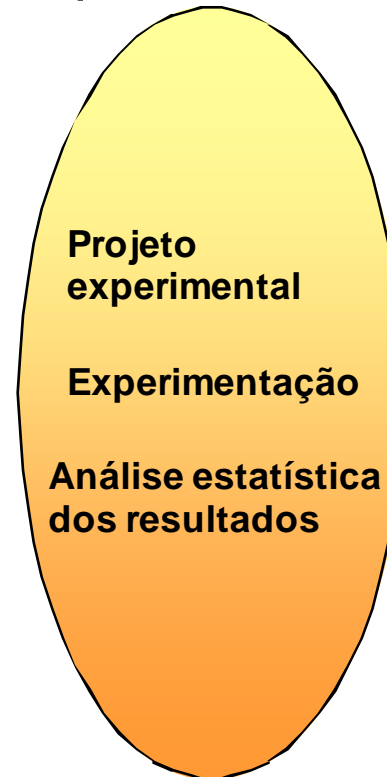 Projeto
experimental
Experimentação
Análise estatística
dos resultados